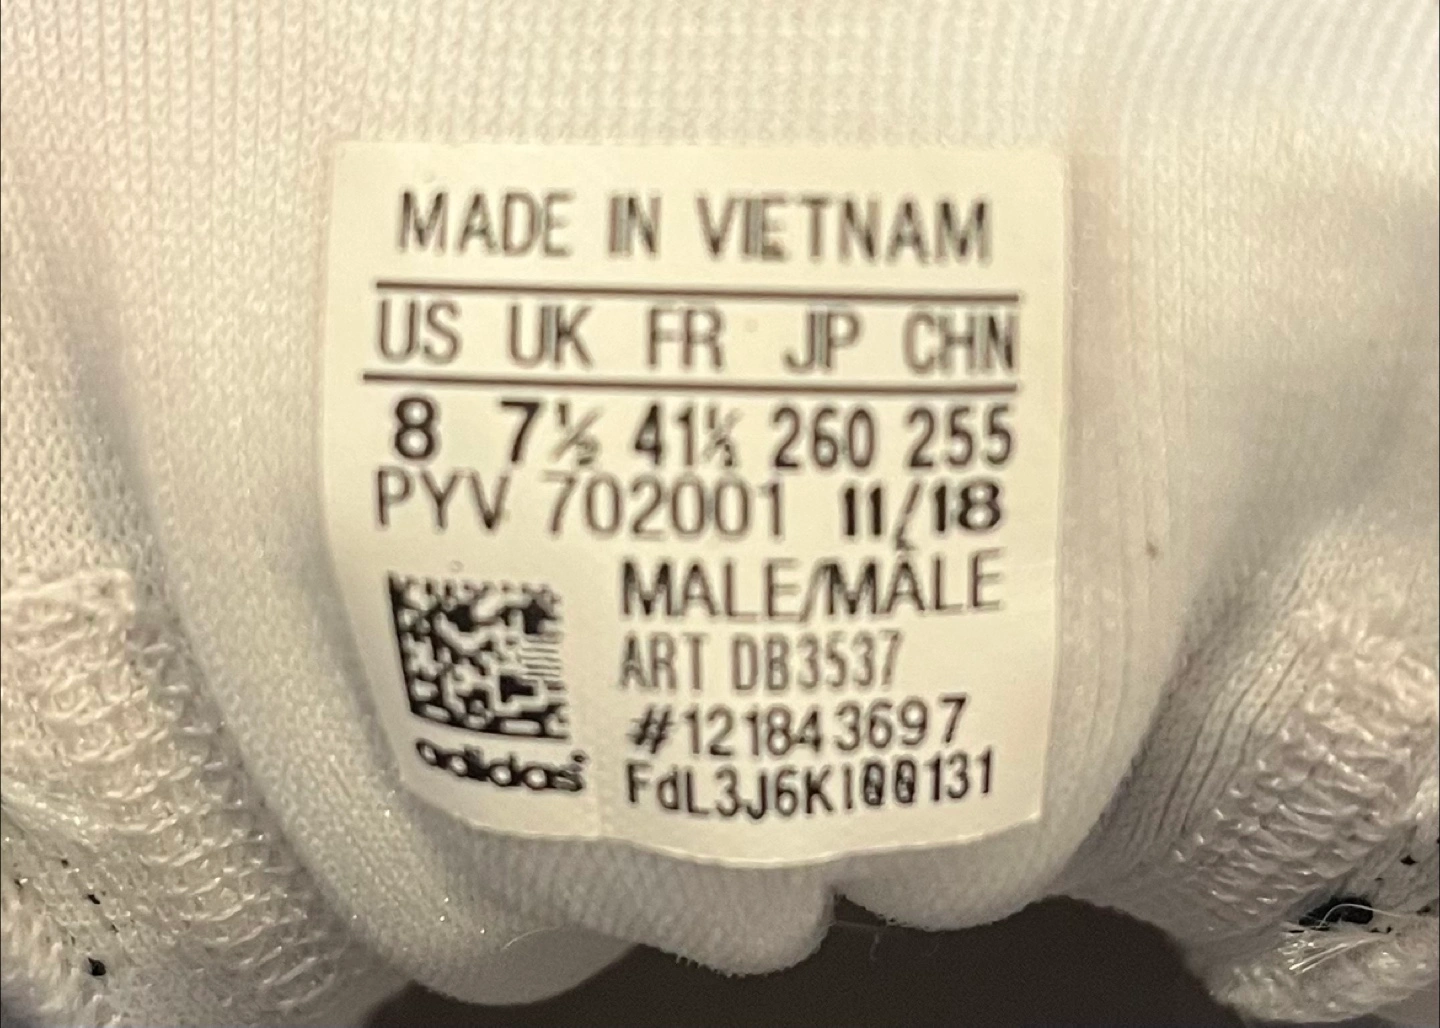 MADE IN VIETNAM
US UK FR JP CHN
8 7½ 41⅓ 260 255
PYV 702001 11/18
MALE/MÂLE
ART DB3537
#121843697
adidas
FdL3J6K100131